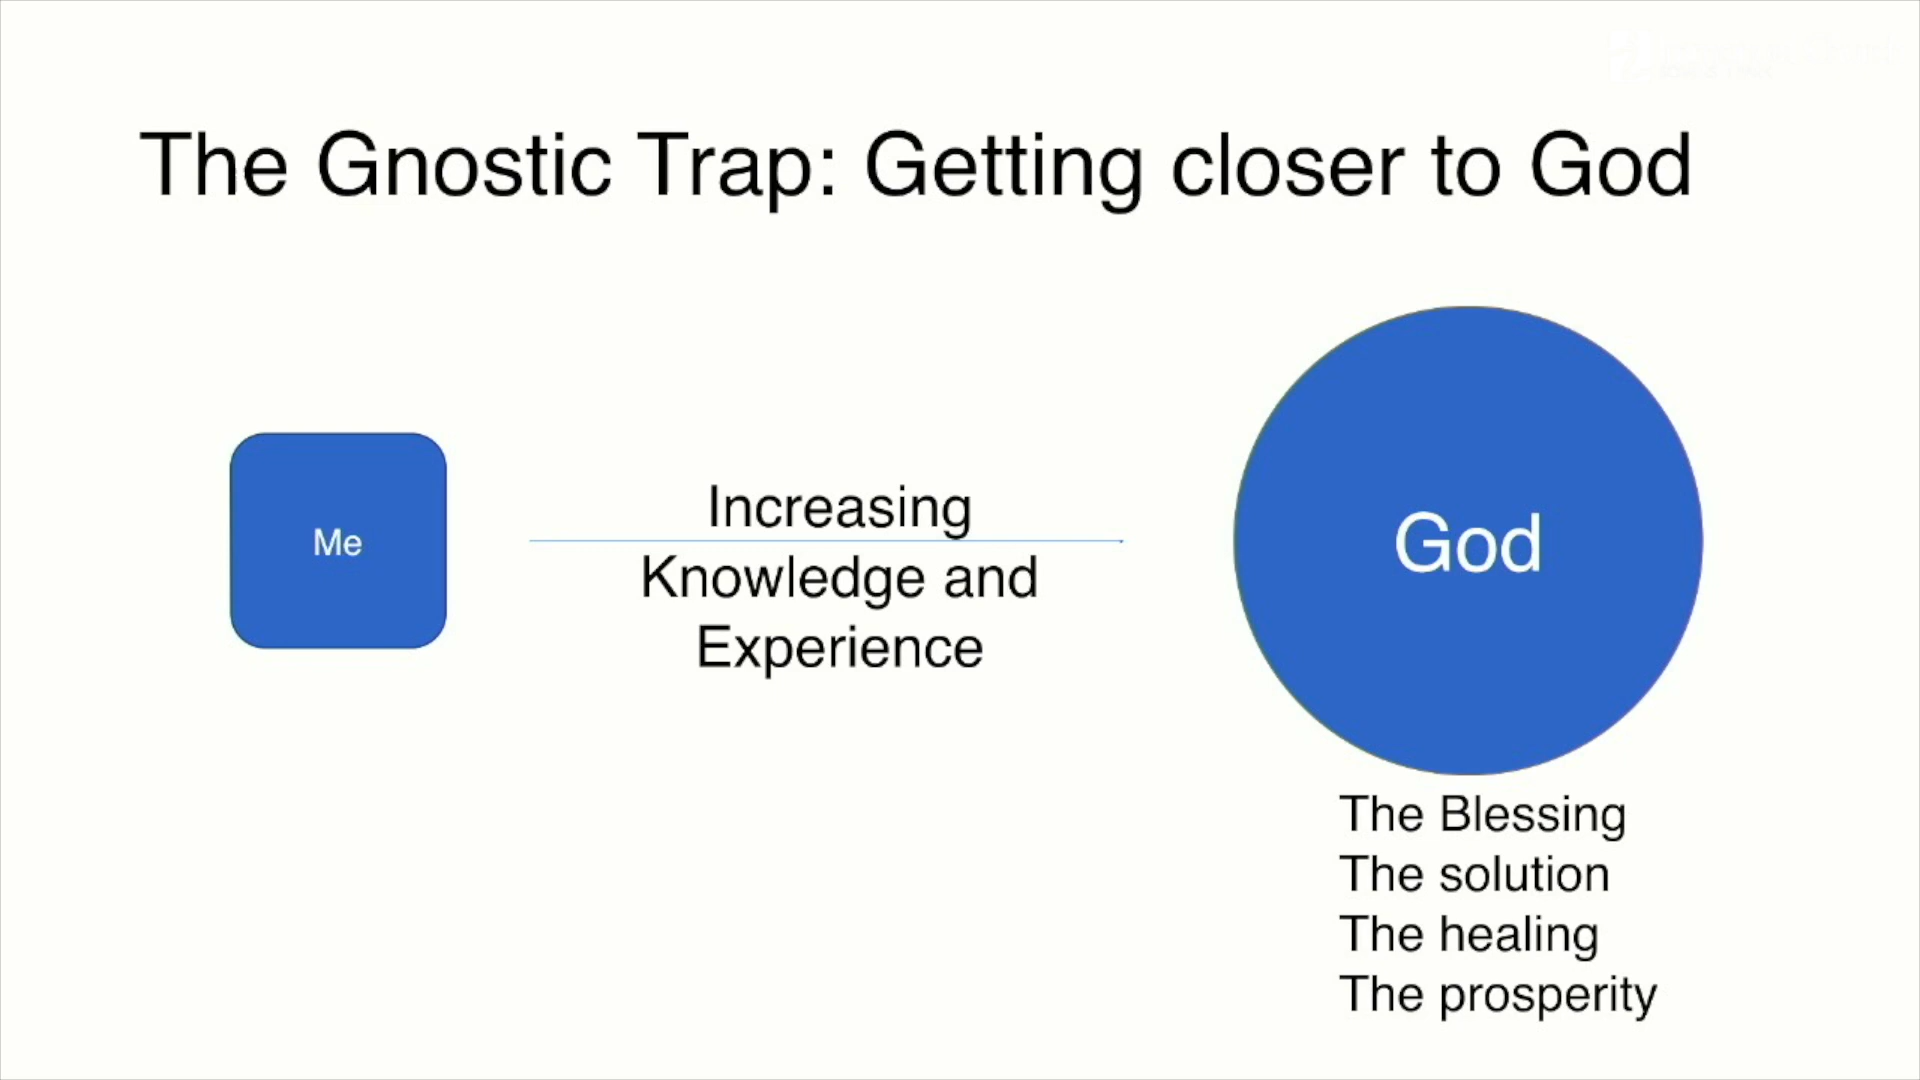 The Gnostic Trap: Getting closer to God
Me
Increasing
Knowledge and
Experience
God
The Blessing
The solution
The healing
The prosperity